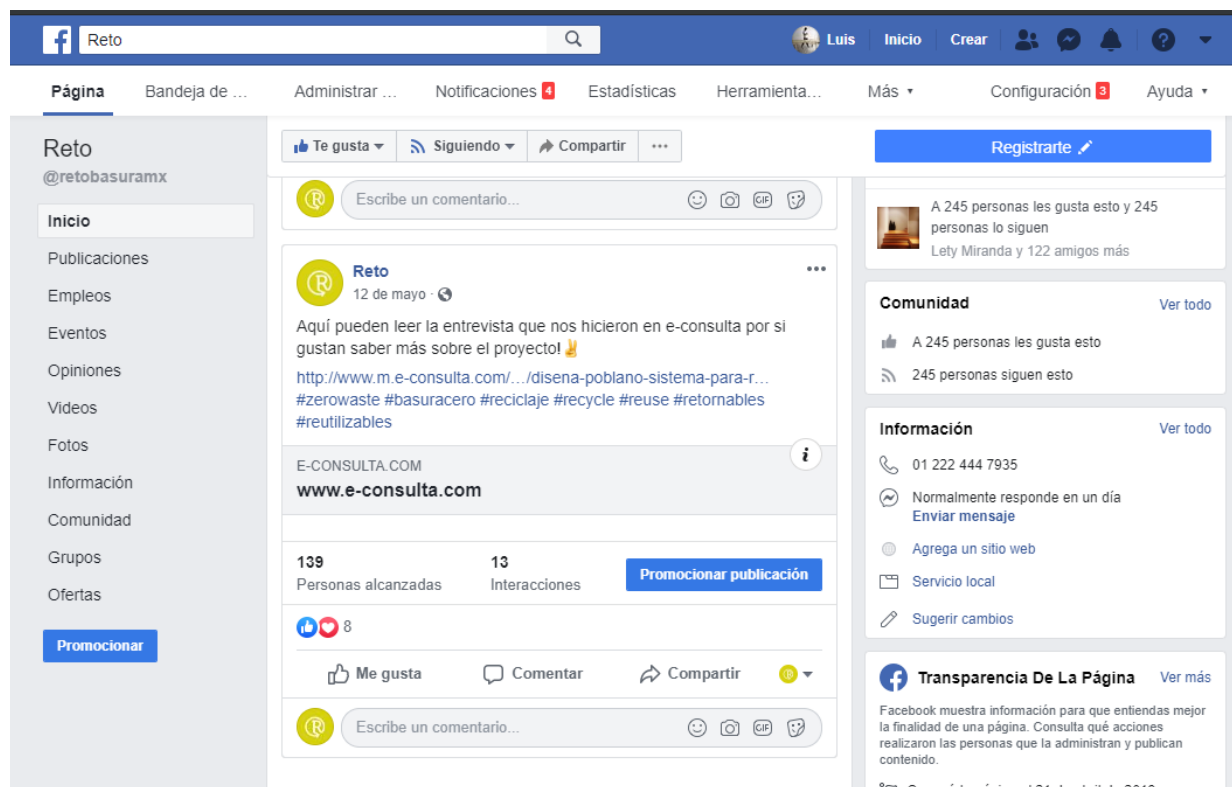 Reto
Luis Inicio Crear
Página Bandeja de ... Administrar ... Notificaciones 4 Estadísticas Herramienta... Más Configuración 3 Ayuda
Reto
@retobasuramx
Inicio
Publicaciones
Empleos
Eventos
Opiniones
Videos
Fotos
Información
Comunidad
Grupos
Ofertas
Promocionar
Te gusta Siguiendo Compartir ...
Registrarte
Escribe un comentario...
GIF
Reto
12 de mayo ·
Aquí pueden leer la entrevista que nos hicieron en e-consulta por si
gustan saber más sobre el proyecto!
http://www.m.e-consulta.com/.../disena-poblano-sistema-para-r...
#zerowaste #basuracero #reciclaje #recycle #reuse #retornables
#reutilizables
E-CONSULTA.COM
www.e-consulta.com
i
139
Personas alcanzadas
13
Interacciones
Promocionar publicación
8
Me gusta Comentar Compartir
Escribe un comentario...
GIF
A 245 personas les gusta esto y 245
personas lo siguen
Lety Miranda y 122 amigos más
Comunidad Ver todo
A 245 personas les gusta esto
245 personas siguen esto
Información Ver todo
01 222 444 7935
Normalmente responde en un día
Enviar mensaje
Agrega un sitio web
Servicio local
Sugerir cambios
Transparencia De La Página Ver más
Facebook muestra información para que entiendas mejor
la finalidad de una página. Consulta qué acciones
realizaron las personas que la administran y publican
contenido.